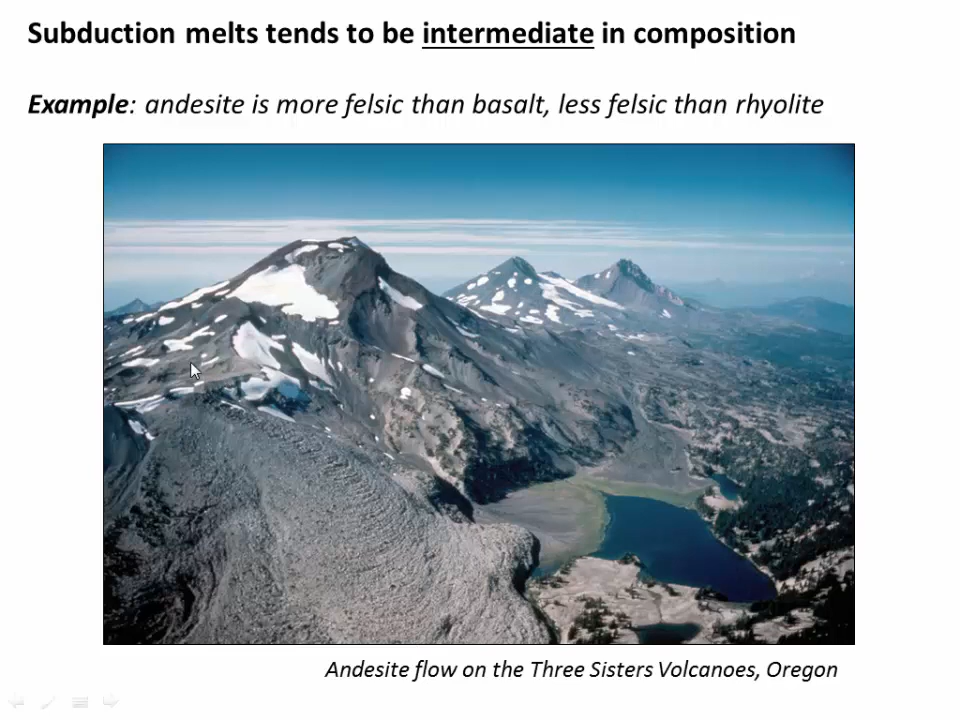 Subduction melts tends to be intermediate in composition
Example: andesite is more felsic than basalt, less felsic than rhyolite
Andesite flow on the Three Sisters Volcanoes, Oregon